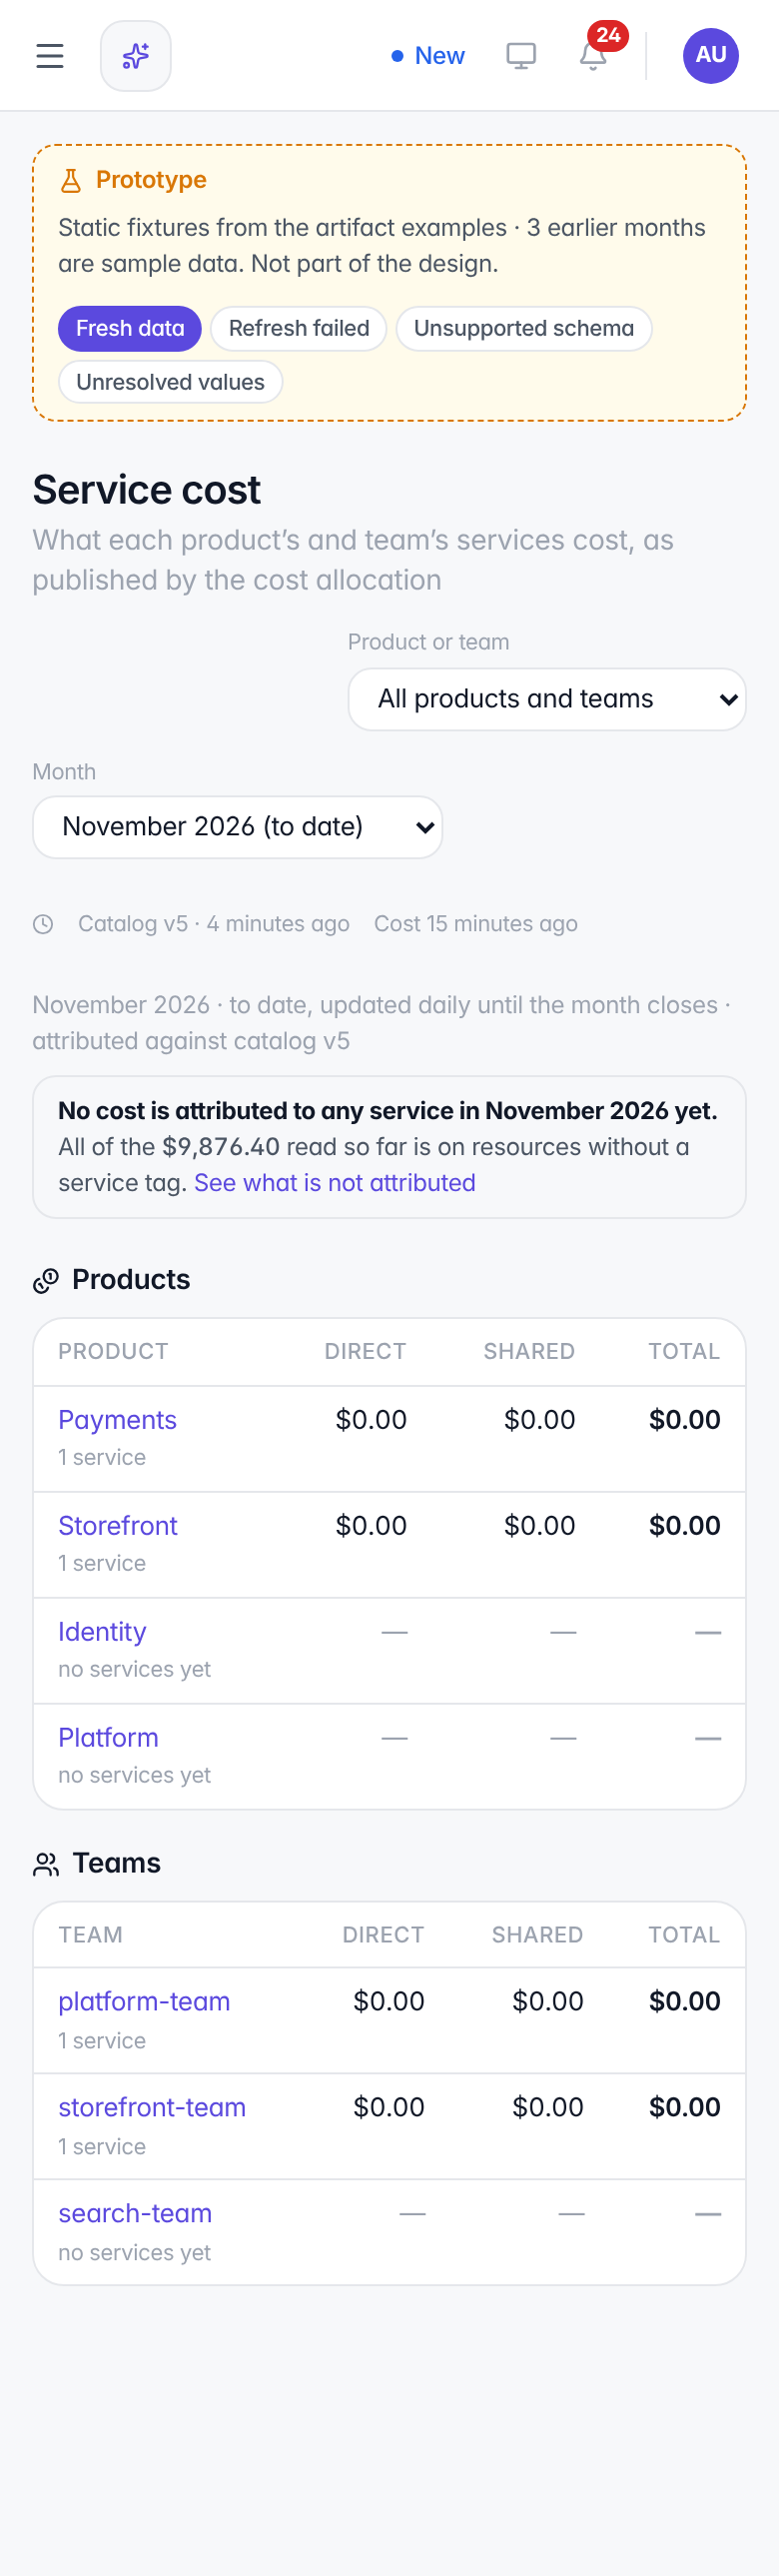 New
24
AU
Prototype
Static fixtures from the artifact examples · 3 earlier months
are sample data. Not part of the design.
Fresh data
Refresh failed
Unsupported schema
Unresolved values
Service cost
What each product’s and team’s services cost, as
published by the cost allocation
Product or team
All products and teams
Month
November 2026 (to date)
Catalog v5 · 4 minutes ago Cost 15 minutes ago
November 2026 · to date, updated daily until the month closes ·
attributed against catalog v5
No cost is attributed to any service in November 2026 yet.
All of the $9,876.40 read so far is on resources without a
service tag. See what is not attributed
Products
PRODUCT DIRECT SHARED TOTAL
Payments $0.00 $0.00 $0.00
1 service
Storefront $0.00 $0.00 $0.00
1 service
Identity — — —
no services yet
Platform — — —
no services yet
Teams
TEAM DIRECT SHARED TOTAL
platform-team $0.00 $0.00 $0.00
1 service
storefront-team $0.00 $0.00 $0.00
1 service
search-team — — —
no services yet